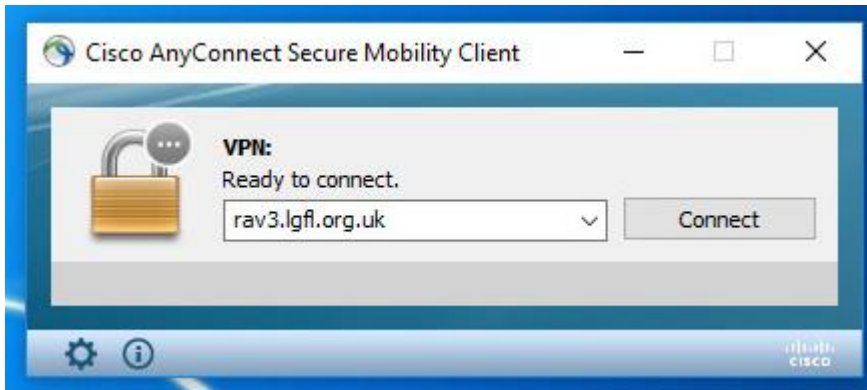 Cisco AnyConnect Secure Mobility Client
VPN:
Ready to connect.
rav3.lgfl.org.uk
Connect
CISCO